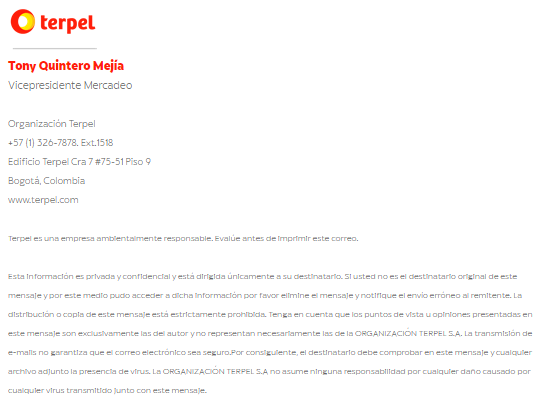 terpel
Tony Quintero Mejía
Vicepresidente Mercadeo
Organización Terpel
+57 (1) 326-7878. Ext.1518
Edificio Terpel Cra 7 #75-51 Piso 9
Bogotá, Colombia
www.terpel.com
Terpel es una empresa ambientalmente responsable. Evalúe antes de imprimir este correo.
Esta información es privada y confidencial y está dirigida únicamente a su destinatario. Si usted no es el destinatario original de este
mensaje y por este medio pudo acceder a dicha información por favor elimine el mensaje y notifique el envío erróneo al remitente. La
distribución o copia de este mensaje está estrictamente prohibida. Tenga en cuenta que los puntos de vista u opiniones presentadas en
este mensaje son exclusivamente las del autor y no representan necesariamente las de la ORGANIZACIÓN TERPEL S.A. La transmisión de
e-mails no garantiza que el correo electrónico sea seguro.Por consiguiente, el destinatario debe comprobar en este mensaje y cualquier
archivo adjunto la presencia de virus. La ORGANIZACIÓN TERPEL S.A no asume ninguna responsabilidad por cualquier daño causado por
cualquier virus transmitido junto con este mensaje.